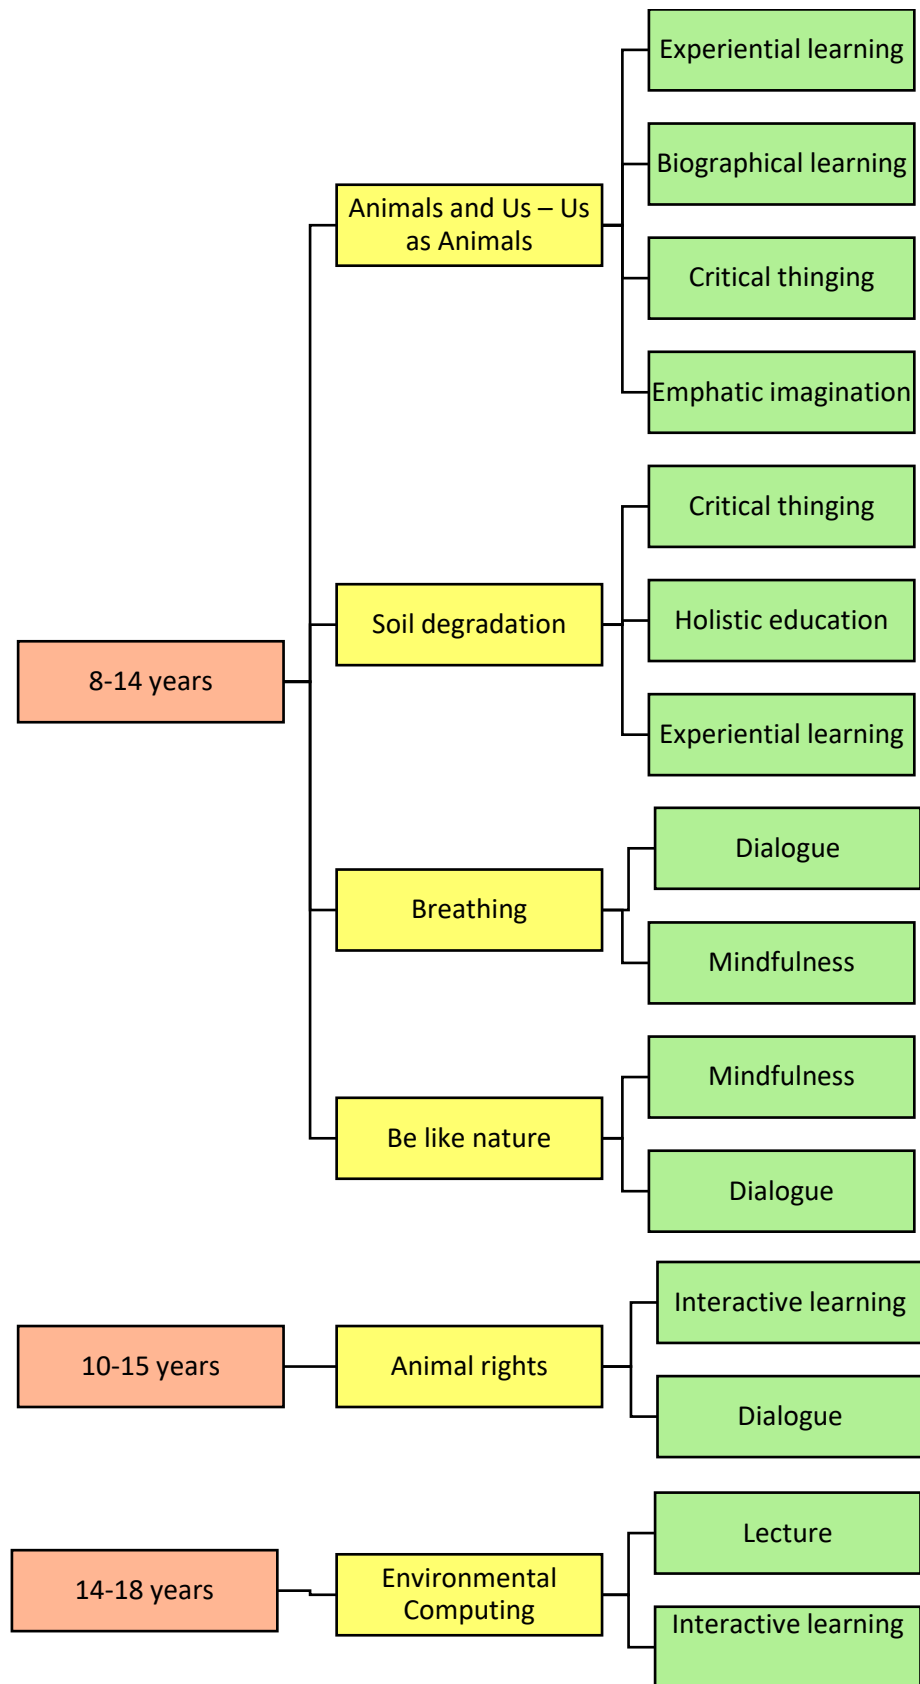 Experiential learning
Biographical learning
Animals and Us – Us
as Animals
Critical thinging
Emphatic imagination
Critical thinging
Soil degradation
Holistic education
8-14 years
Experiential learning
Dialogue
Breathing
Mindfulness
Mindfulness
Be like nature
Dialogue
Interactive learning
10-15 years
Animal rights
Dialogue
Lecture
14-18 years
Environmental
Computing
Interactive learning